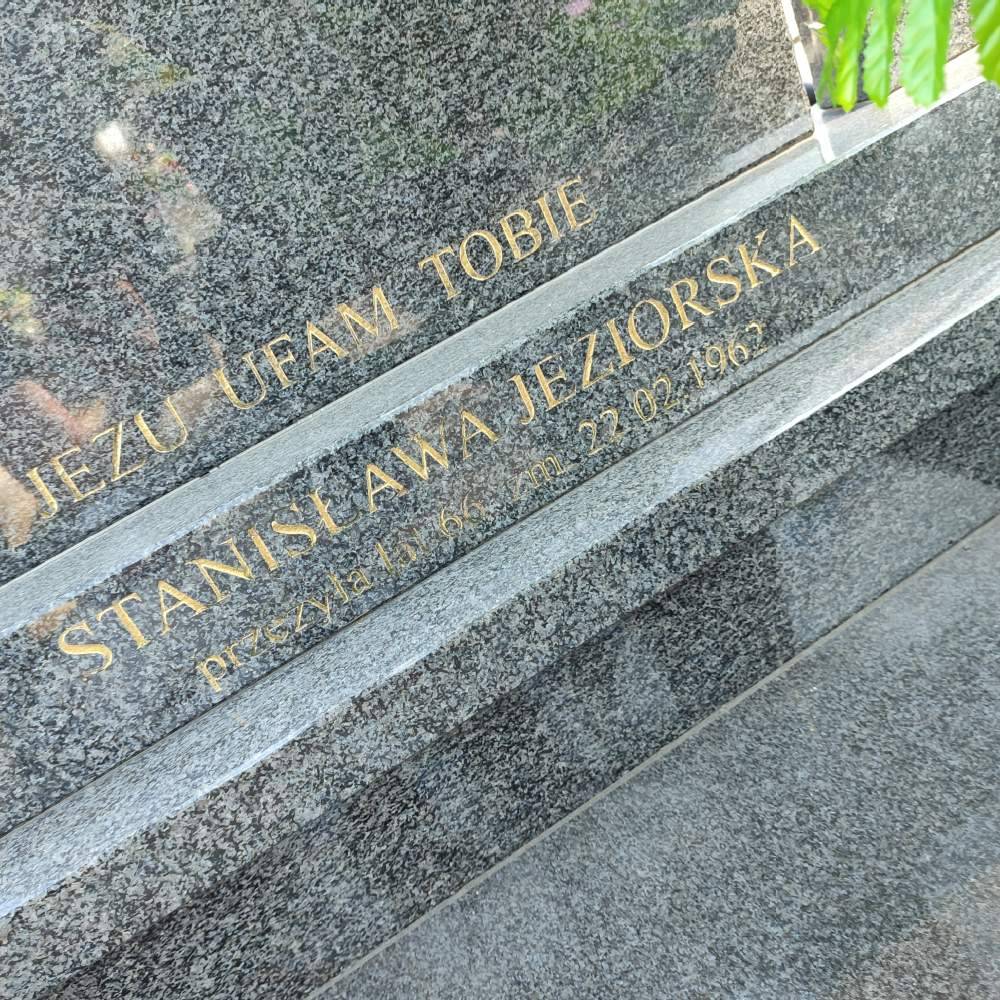 JEZU UFAM TOBIE
STANISŁAWA JEZIORSKA
przeżyła lat 66 zm. 22.02.1962